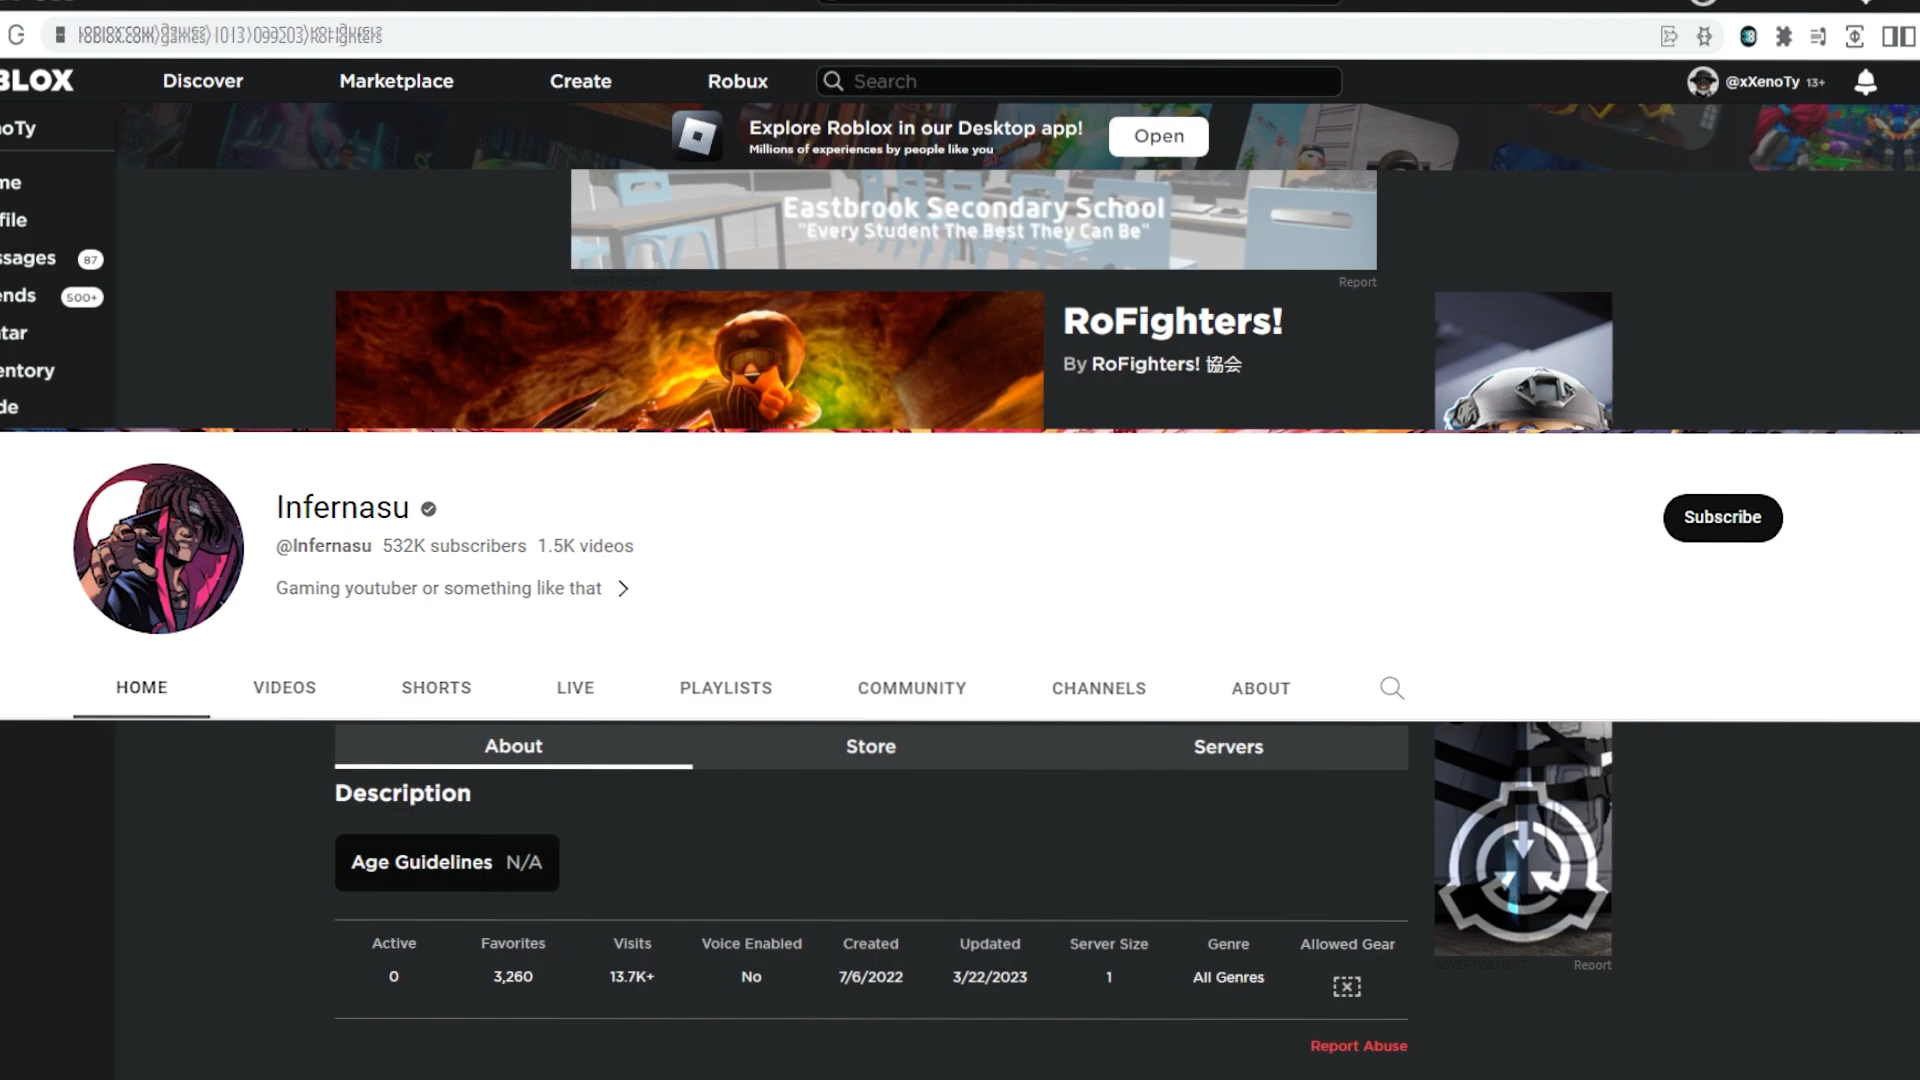 BLOX
Discover
Marketplace
Create
Robux
Search
@xXenoTy 13+
oTy
Explore Roblox in our Desktop app!
Millions of experiences by people like you
Open
me
file
ssages 87
ends 500+
tar
entory
de
Eastbrook Secondary School
"Every Student The Best They Can Be"
ADVERTISEMENT
Report
RoFighters!
By RoFighters! 協会
Infernasu
@Infernasu 532K subscribers 1.5K videos
Gaming youtuber or something like that
Subscribe
HOME
VIDEOS
SHORTS
LIVE
PLAYLISTS
COMMUNITY
CHANNELS
ABOUT
About
Store
Servers
Description
Age Guidelines N/A
Active
Favorites
Visits
Voice Enabled
Created
Updated
Server Size
Genre
Allowed Gear
0
3,260
13.7K+
No
7/6/2022
3/22/2023
1
All Genres
ADVERTISEMENT
Report
Report Abuse